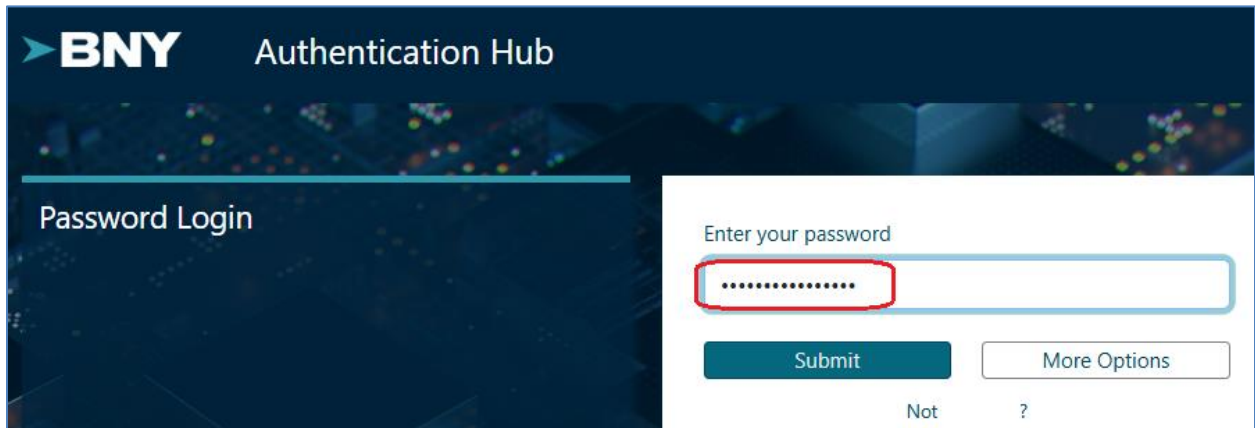 BNY Authentication Hub
Password Login
Enter your password
••••••••••••••••
Submit More Options
Not ?